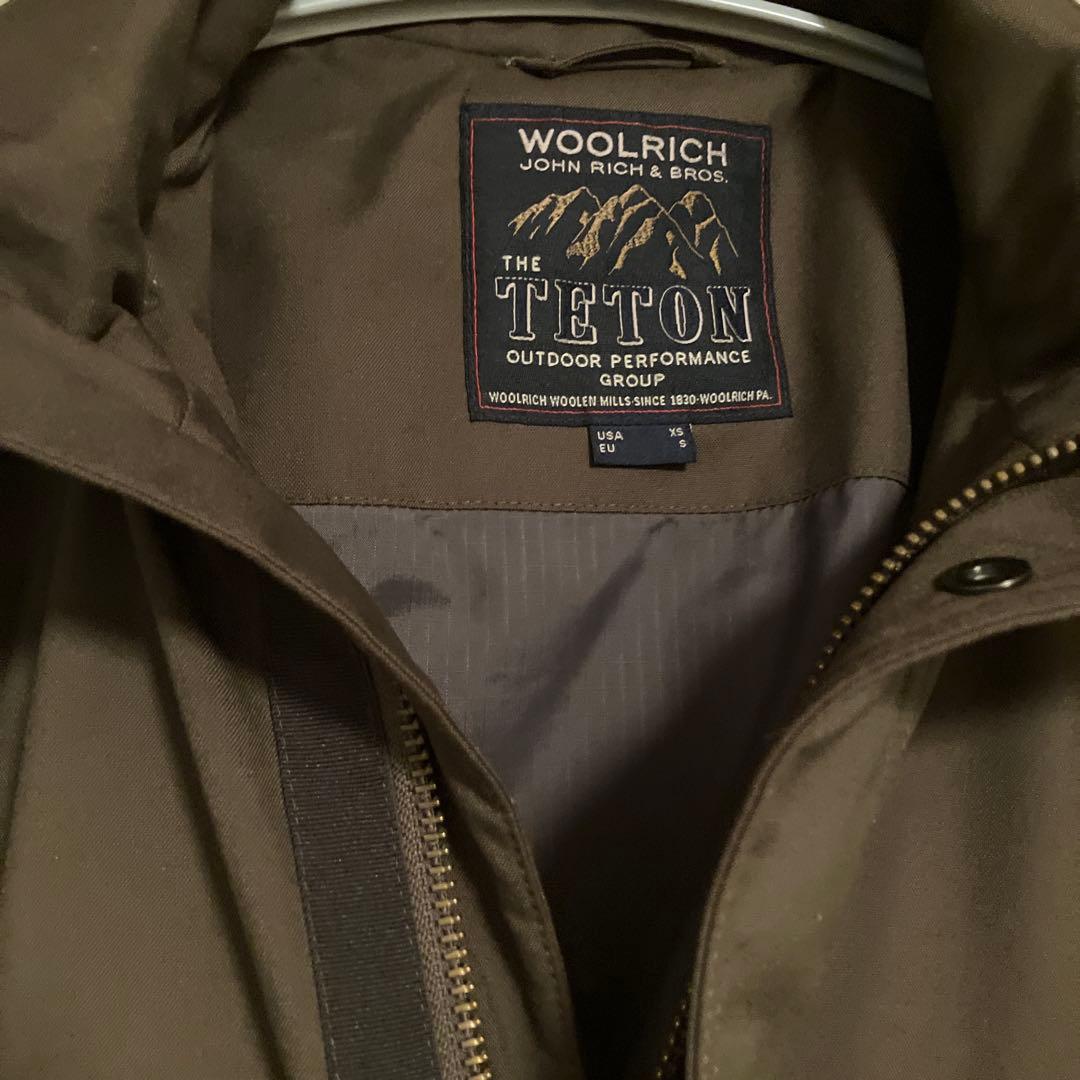 WOOLRICH
JOHN RICH & BROS.
THE
TETON
OUTDOOR PERFORMANCE
GROUP
WOOLRICH WOOLEN MILLS·SINCE 1830·WOOLRICH PA.
USA XS
EU S